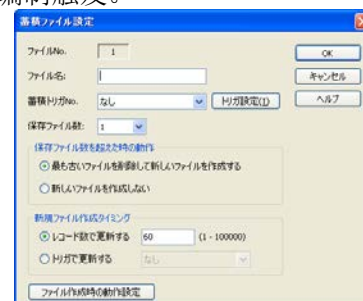 漏制触发。
蓄積ファイル設定
ファイルNo. 1
OK
ファイル名:
キャンセル
蓄積トリガNo. なし トリガ設定(I)
ヘルプ
保存ファイル数: 1
保存ファイル数を超えた時の動作
最も古いファイルを削除して新しいファイルを作成する
新しいファイルを作成しない
新規ファイル作成タイミング
レコード数で更新する 60 (1 - 100000)
トリガで更新する なし
ファイル作成時の動作設定